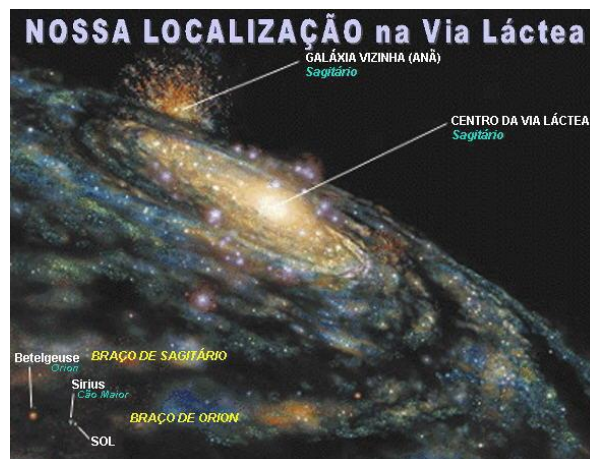 NOSSA LOCALIZAÇÃO na Via Láctea
GALÁXIA VIZINHA (ANÃ)
Sagitário
CENTRO DA VIA LÁCTEA
Sagitário
BRAÇO DE SAGITÁRIO
Betelgeuse
Orion
Sirius
Cão Maior
BRAÇO DE ORION
SOL